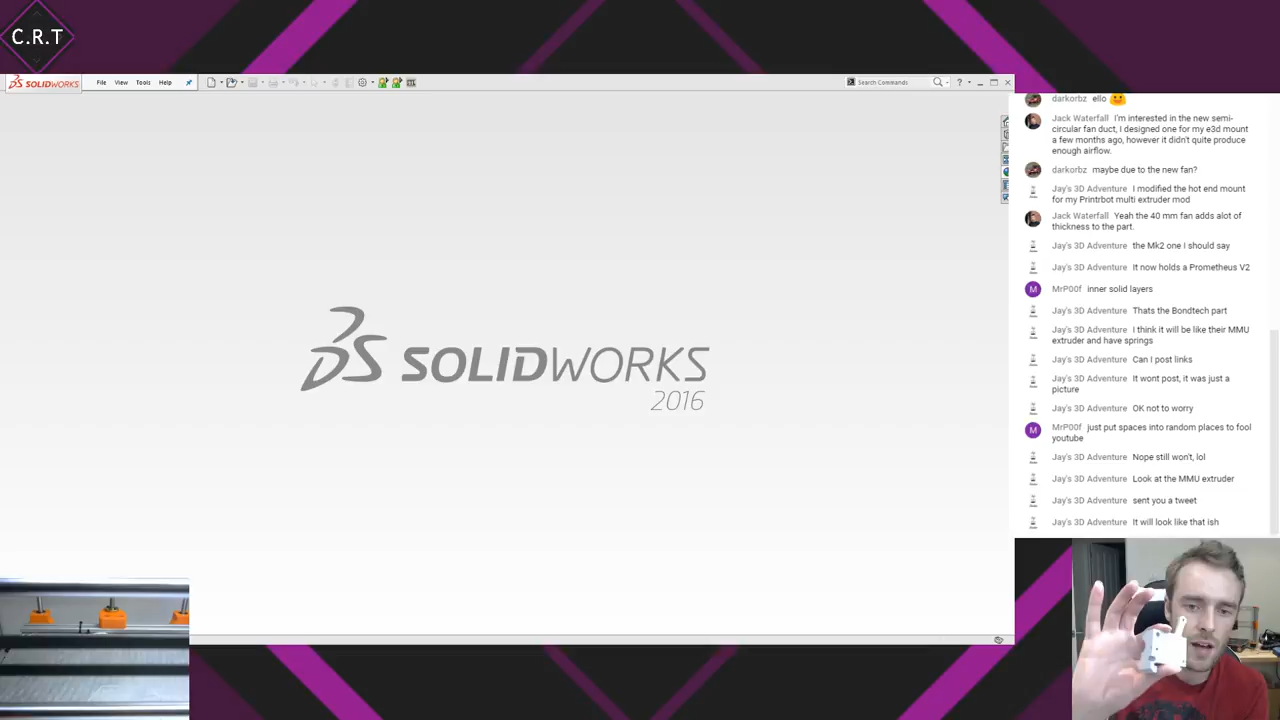 C.R.T
SOLIDWORKS
File View Tools Help
Search Commands
?
SOLIDWORKS
2016
darkorbz ello
Jack Waterfall I'm interested in the new semi-
circular fan duct, I designed one for my e3d mount
a few months ago, however it didn't quite produce
enough airflow.
darkorbz maybe due to the new fan?
Jay's 3D Adventure I modified the hot end mount
for my Printrbot multi extruder mod
Jack Waterfall Yeah the 40 mm fan adds alot of
thickness to the part.
Jay's 3D Adventure the Mk2 one I should say
Jay's 3D Adventure It now holds a Prometheus V2
M MrP00f inner solid layers
Jay's 3D Adventure Thats the Bondtech part
Jay's 3D Adventure I think it will be like their MMU
extruder and have springs
Jay's 3D Adventure Can I post links
Jay's 3D Adventure It wont post, it was just a
picture
Jay's 3D Adventure OK not to worry
M MrP00f just put spaces into random places to fool
youtube
Jay's 3D Adventure Nope still won't, lol
Jay's 3D Adventure Look at the MMU extruder
Jay's 3D Adventure sent you a tweet
Jay's 3D Adventure It will look like that ish